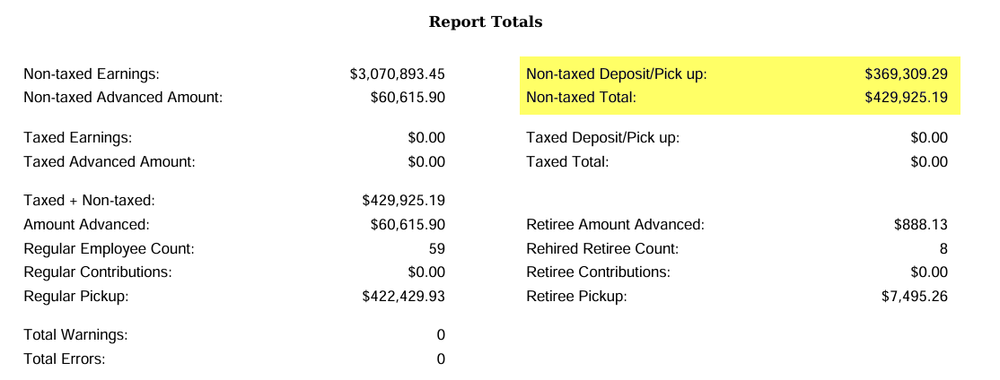 Report Totals
Non-taxed Earnings: $3,070,893.45 Non-taxed Deposit/Pick up: $369,309.29
Non-taxed Advanced Amount: $60,615.90 Non-taxed Total: $429,925.19
Taxed Earnings: $0.00 Taxed Deposit/Pick up: $0.00
Taxed Advanced Amount: $0.00 Taxed Total: $0.00
Taxed + Non-taxed: $429,925.19
Amount Advanced: $60,615.90 Retiree Amount Advanced: $888.13
Regular Employee Count: 59 Rehired Retiree Count: 8
Regular Contributions: $0.00 Retiree Contributions: $0.00
Regular Pickup: $422,429.93 Retiree Pickup: $7,495.26
Total Warnings: 0
Total Errors: 0